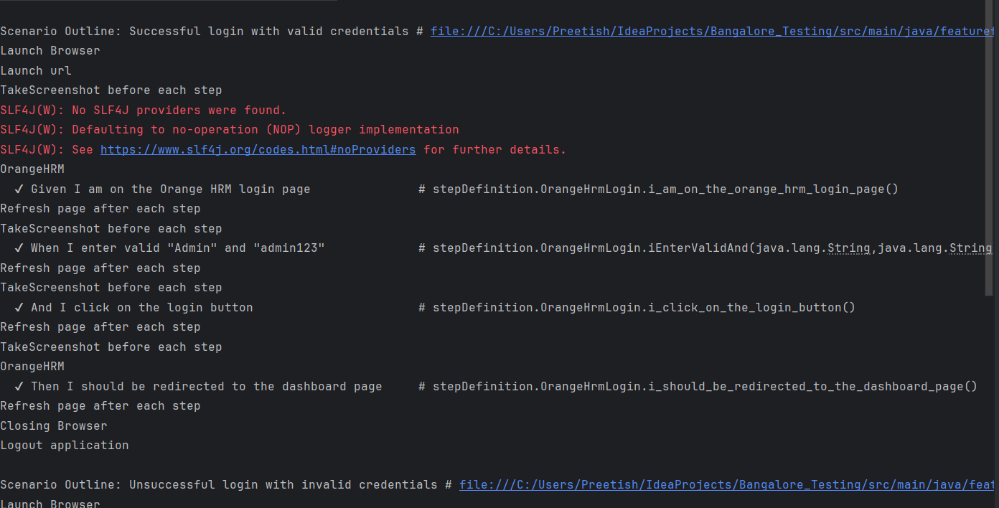 Scenario Outline: Successful login with valid credentials # file:///C:/Users/Preetish/IdeaProjects/Bangalore_Testing/src/main/java/featuref
Launch Browser
Launch url
TakeScreenshot before each step
SLF4J(W): No SLF4J providers were found.
SLF4J(W): Defaulting to no-operation (NOP) logger implementation
SLF4J(W): See https://www.slf4j.org/codes.html#noProviders for further details.
OrangeHRM
✓ Given I am on the Orange HRM login page # stepDefinition.OrangeHrmLogin.i_am_on_the_orange_hrm_login_page()
Refresh page after each step
TakeScreenshot before each step
✓ When I enter valid "Admin" and "admin123" # stepDefinition.OrangeHrmLogin.iEnterValidAnd(java.lang.String,java.lang.String
Refresh page after each step
TakeScreenshot before each step
✓ And I click on the login button # stepDefinition.OrangeHrmLogin.i_click_on_the_login_button()
Refresh page after each step
TakeScreenshot before each step
OrangeHRM
✓ Then I should be redirected to the dashboard page # stepDefinition.OrangeHrmLogin.i_should_be_redirected_to_the_dashboard_page()
Refresh page after each step
Closing Browser
Logout application
Scenario Outline: Unsuccessful login with invalid credentials # file:///C:/Users/Preetish/IdeaProjects/Bangalore_Testing/src/main/java/feat
Launch Browser